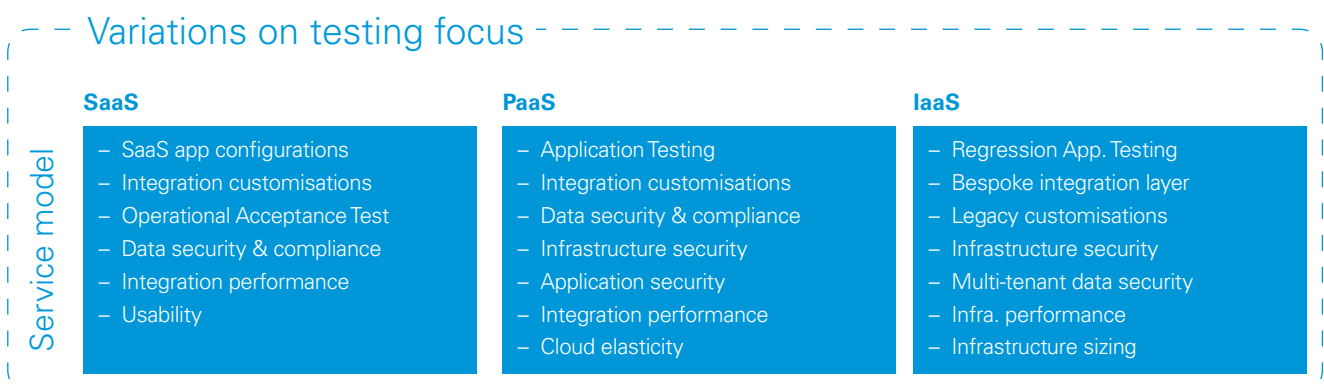 Variations on testing focus
Service model
SaaS
– SaaS app configurations
– Integration customisations
– Operational Acceptance Test
– Data security & compliance
– Integration performance
– Usability
PaaS
– Application Testing
– Integration customisations
– Data security & compliance
– Infrastructure security
– Application security
– Integration performance
– Cloud elasticity
IaaS
– Regression App. Testing
– Bespoke integration layer
– Legacy customisations
– Infrastructure security
– Multi-tenant data security
– Infra. performance
– Infrastructure sizing